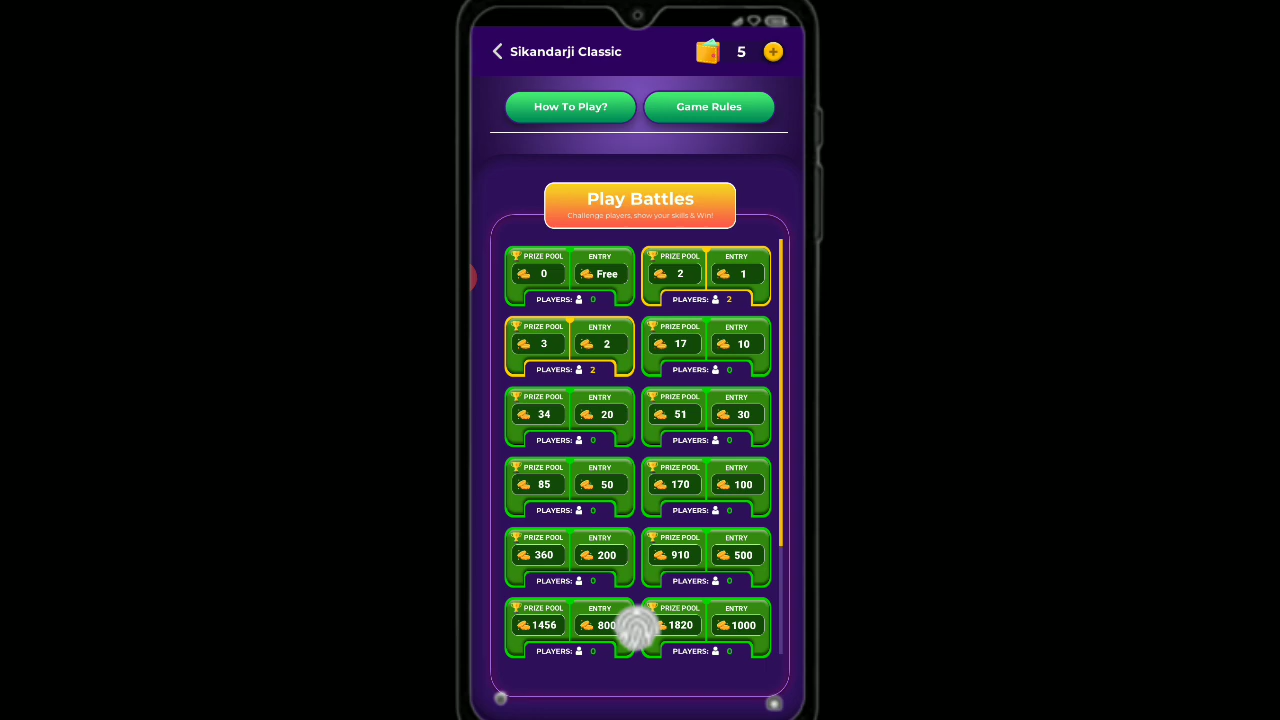 Sikandarji Classic 5
How To Play? Game Rules
Play Battles
Challenge players, show your skills & Win!
PRIZE POOL ENTRY PRIZE POOL ENTRY
0 Free 2 1
PLAYERS: 0 PLAYERS: 2
PRIZE POOL ENTRY PRIZE POOL ENTRY
3 2 17 10
PLAYERS: 2 PLAYERS: 0
PRIZE POOL ENTRY PRIZE POOL ENTRY
34 20 51 30
PLAYERS: 0 PLAYERS: 0
PRIZE POOL ENTRY PRIZE POOL ENTRY
85 50 170 100
PLAYERS: 0 PLAYERS: 0
PRIZE POOL ENTRY PRIZE POOL ENTRY
360 200 910 500
PLAYERS: 0 PLAYERS: 0
PRIZE POOL ENTRY PRIZE POOL ENTRY
1456 800 1820 1000
PLAYERS: 0 PLAYERS: 0